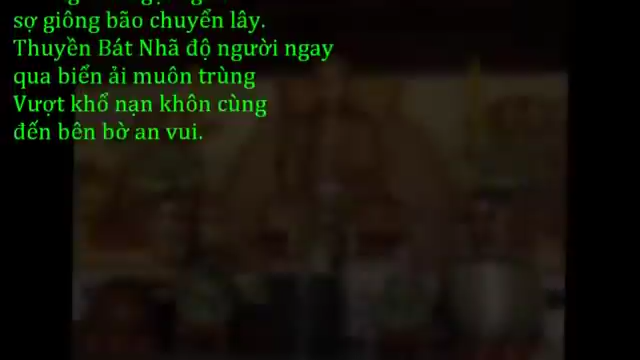 sợ giông bão chuyển lây.
Thuyền Bát Nhã độ người ngay
qua biển ải muôn trùng
Vượt khổ nạn khôn cùng
đến bên bờ an vui.